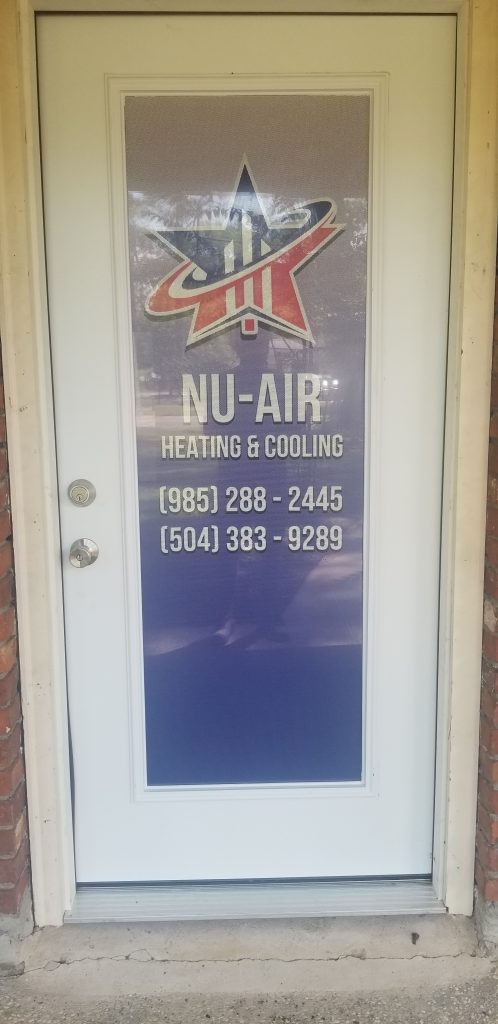 NU-AIR
HEATING & COOLING
(985) 288 - 2445
(504) 383 - 9289